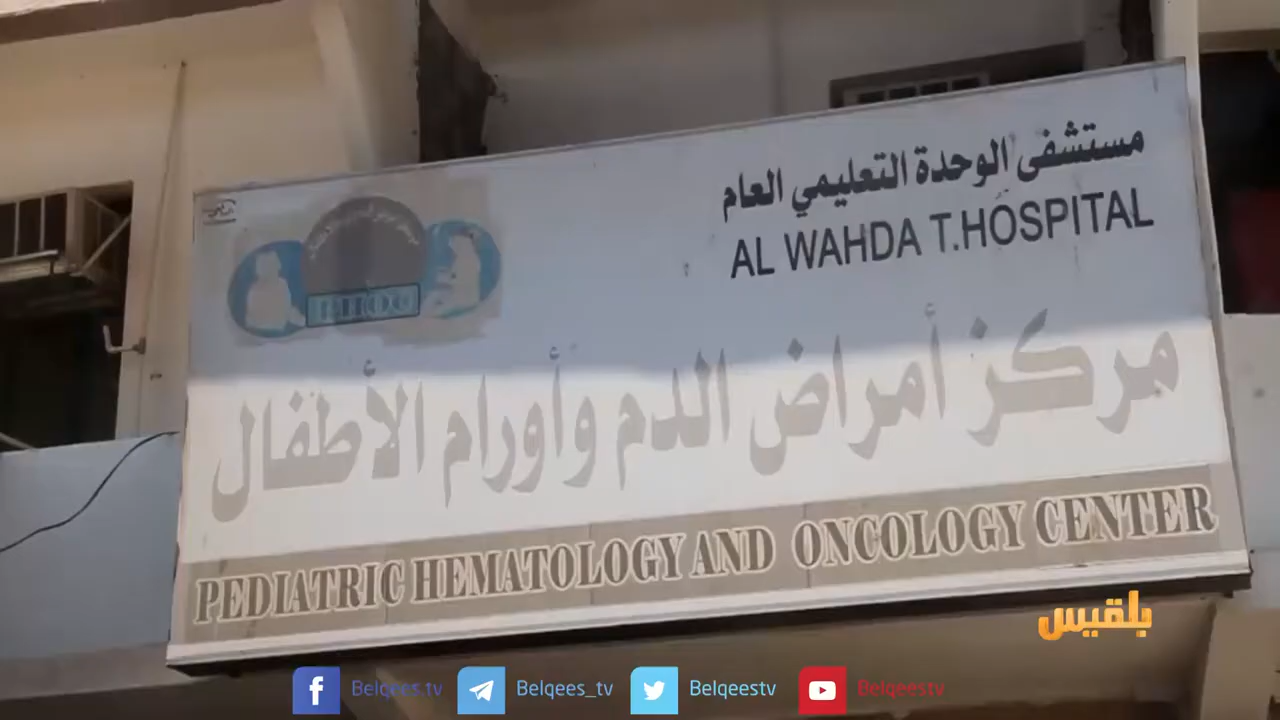 مستشفى الوحدة التعليمي العام
AL WAHDA T.HOSPITAL
مركز أمراض الدم وأورام الأطفال
PEDIATRIC HEMATOLOGY AND ONCOLOGY CENTER
بلقيس
Belqees.tv
Belqees_tv
Belqeestv
Belqeestv